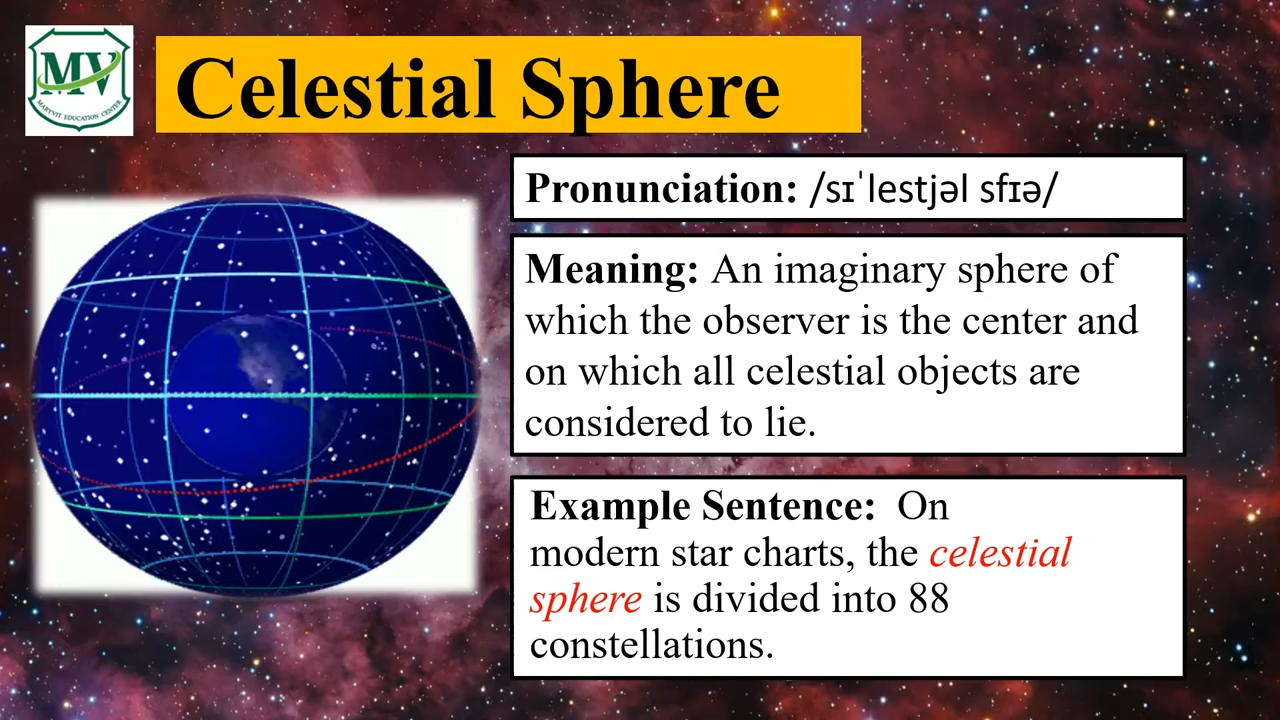 MV
MARYVIT EDUCATION CENTER
Celestial Sphere
Pronunciation: /sɪˈlestjəl sfɪə/
Meaning: An imaginary sphere of
which the observer is the center and
on which all celestial objects are
considered to lie.
Example Sentence: On
modern star charts, the celestial
sphere is divided into 88
constellations.